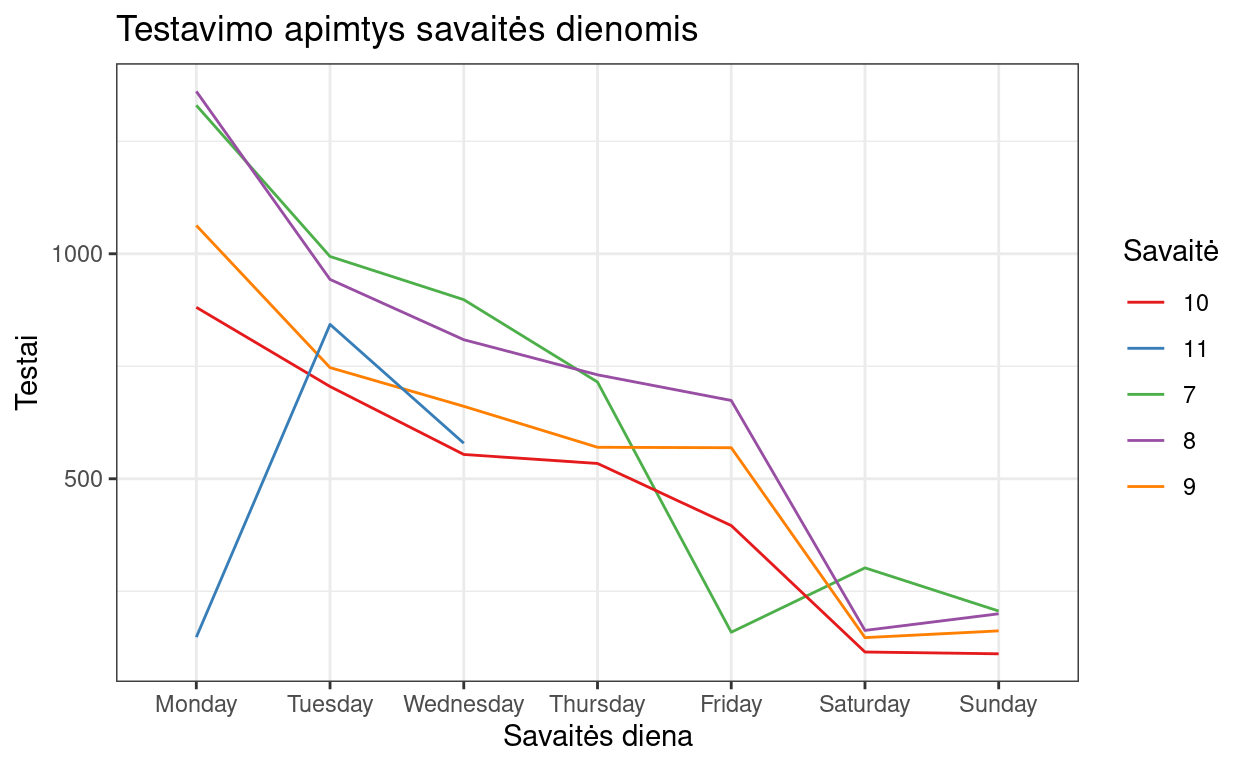 Testavimo apimtys savaitės dienomis
Testai
1000
500
Monday Tuesday Wednesday Thursday Friday Saturday Sunday
Savaitės diena
Savaitė
10
11
7
8
9